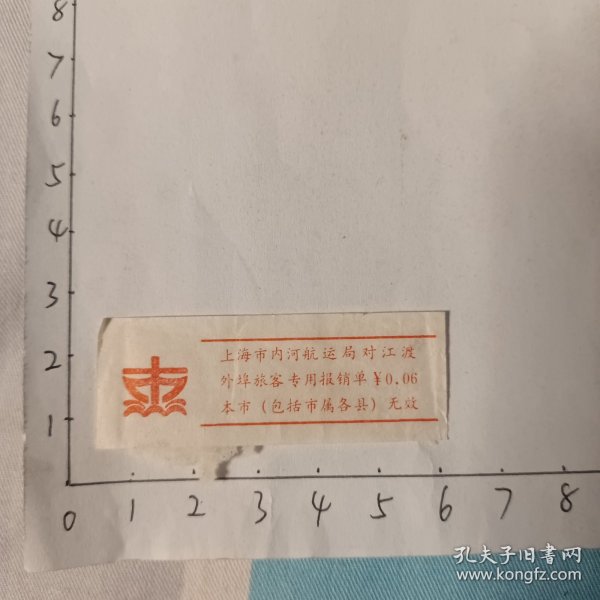 8
7
6
5
4
3
2
1
上海市内河航运局对江渡
外埠旅客专用报销单￥0.06
本市（包括市属各县）无效
0 1 2 3 4 5 6 7 8
孔夫子旧书网
www.kongfz.com